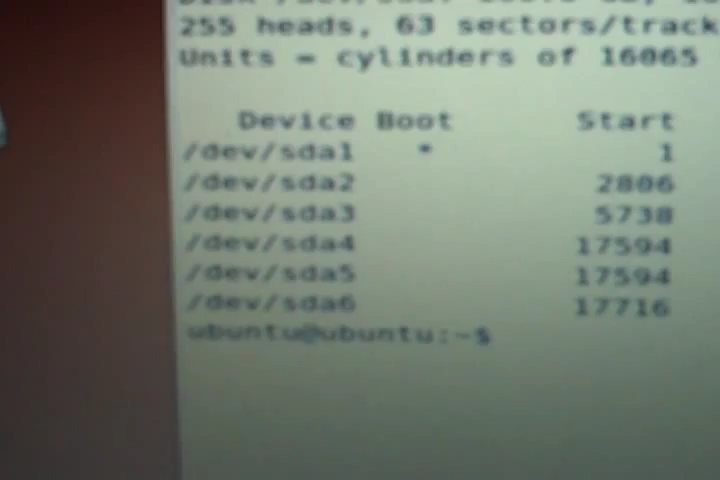 255 heads, 63 sectors/track
Units = cylinders of 16065
Device Boot Start
/dev/sda1 * 1
/dev/sda2 2806
/dev/sda3 5738
/dev/sda4 17594
/dev/sda5 17594
/dev/sda6 17716
ubuntu@ubuntu:~$